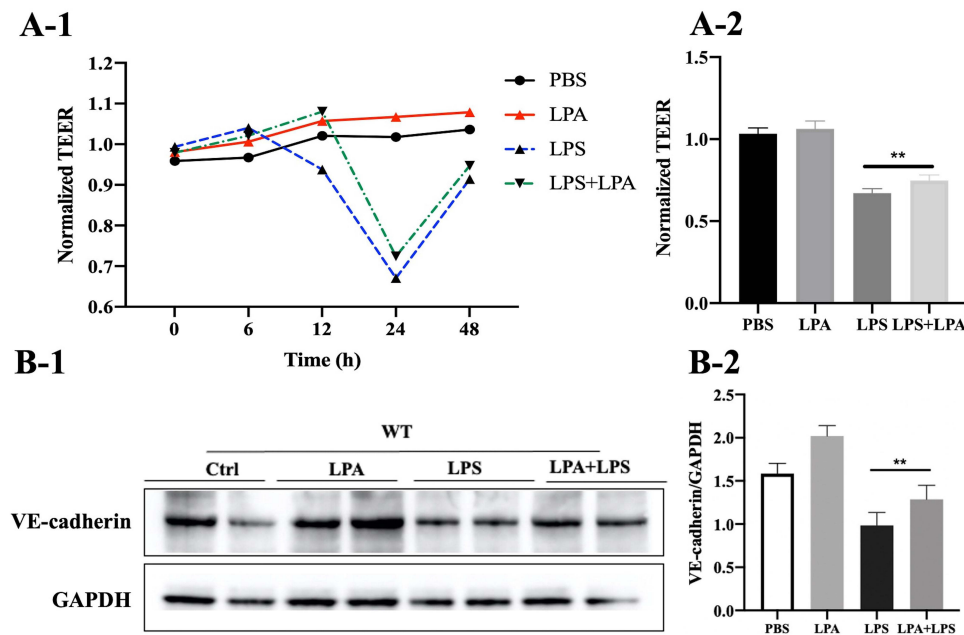 A-1
Normalized TEER
1.2
1.1
1.0
0.9
0.8
0.7
0.6
0 6 12 24 48
Time (h)
PBS
LPA
LPS
LPS+LPA
A-2
Normalized TEER
1.5
1.0
0.5
0.0
**
PBS LPA LPS LPS+LPA
B-1
WT
Ctrl LPA LPS LPA+LPS
VE-cadherin
GAPDH
B-2
VE-cadherin/GAPDH
2.5
2.0
1.5
1.0
0.5
0.0
**
PBS LPA LPS LPA+LPS